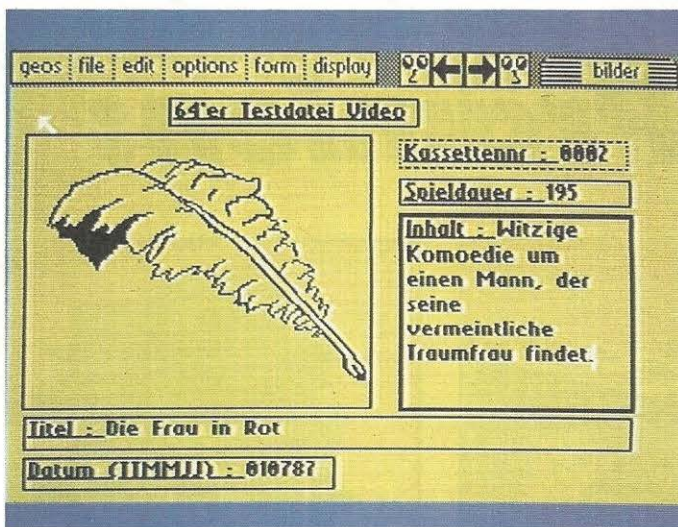 geos file edit options form display
bilder
64'er Testdatei Video
Kassettennr : 0002
Spieldauer : 195
Inhalt : Witzige
Komoedie um
einen Mann, der
seine
vermeintliche
Traumfrau findet.
Titel : Die Frau in Rot
Datum (TTMMJJ) : 010787